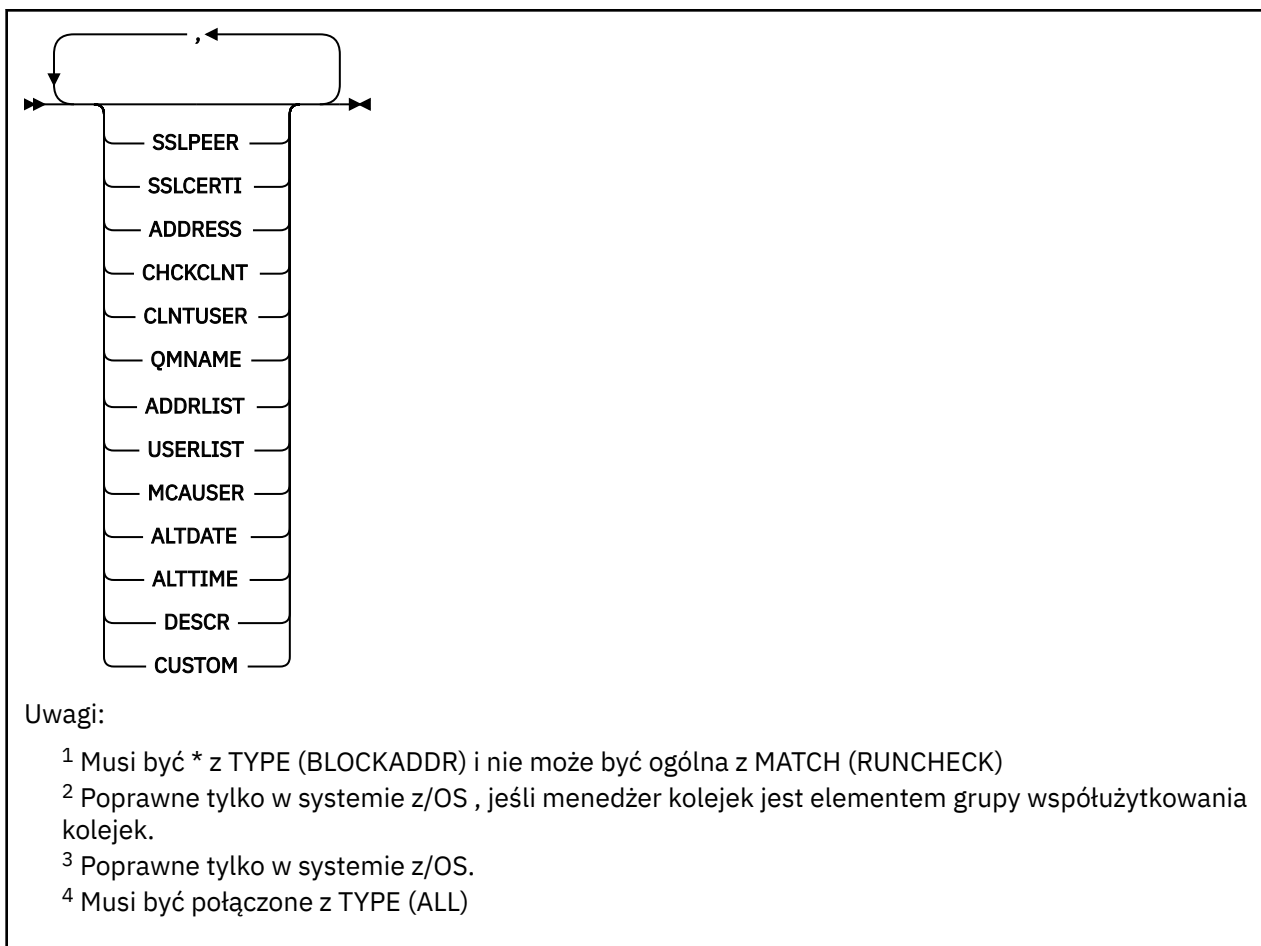 ,
SSLPEER
SSLCERTI
ADDRESS
CHCKCLNT
CLNTUSER
QMNAME
ADDRLIST
USERLIST
MCAUSER
ALTDATE
ALTTIME
DESCR
CUSTOM
Uwagi:
1 Musi być * z TYPE (BLOCKADDR) i nie może być ogólna z MATCH (RUNCHECK)
2 Poprawne tylko w systemie z/OS , jeśli menedżer kolejek jest elementem grupy współużytkowania
kolejek.
3 Poprawne tylko w systemie z/OS.
4 Musi być połączone z TYPE (ALL)